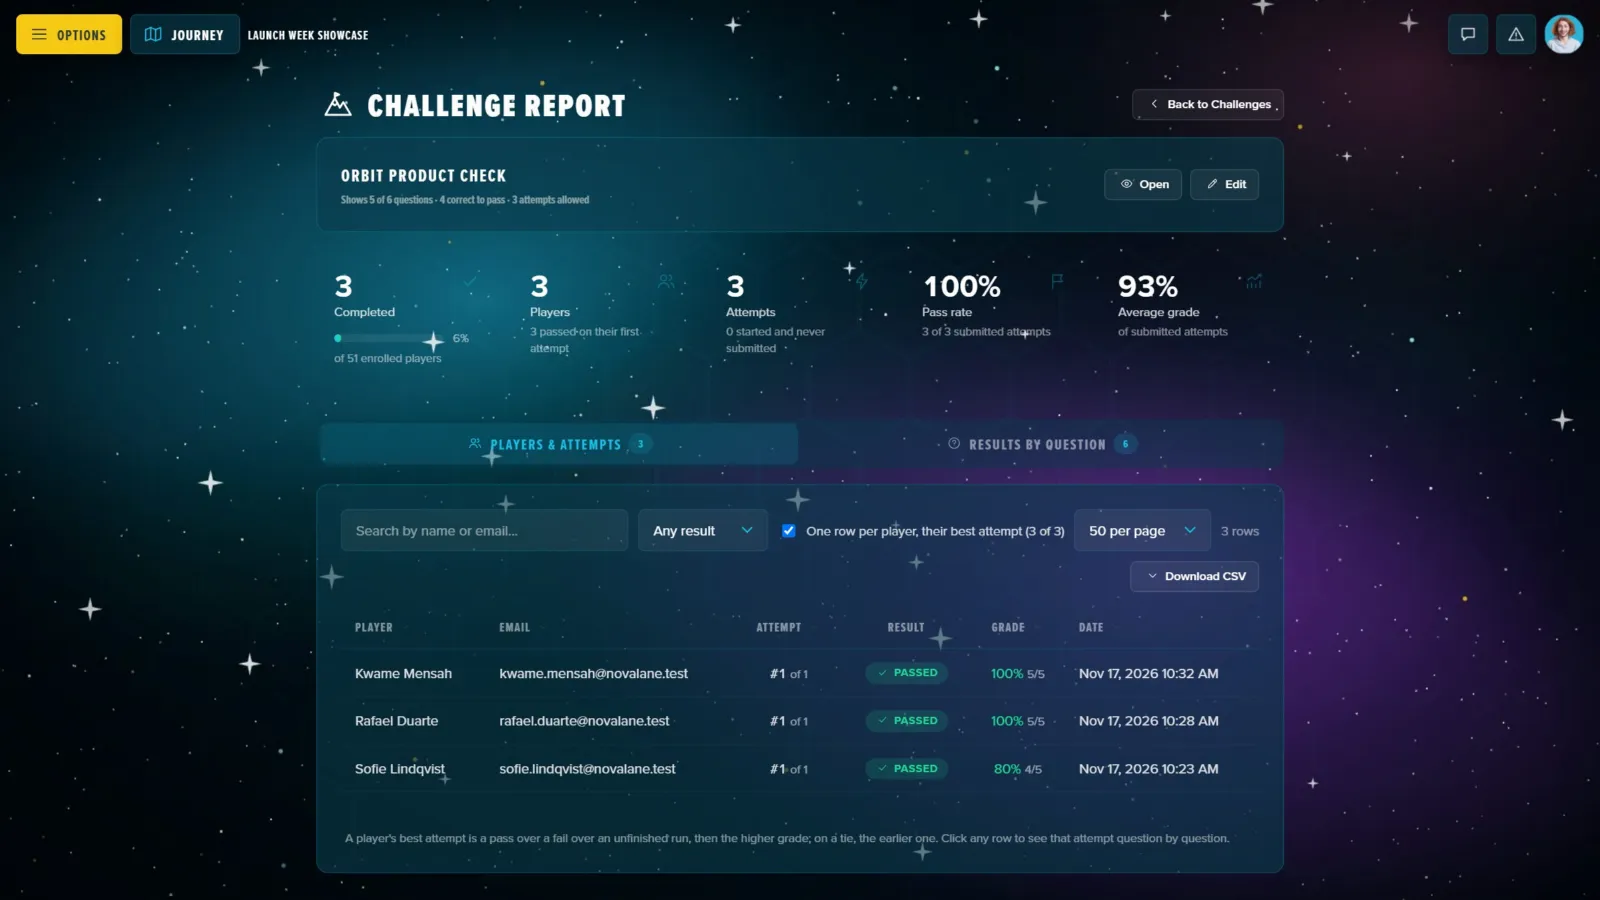 OPTIONS
JOURNEY
LAUNCH WEEK SHOWCASE
CHALLENGE REPORT
Back to Challenges
ORBIT PRODUCT CHECK
Shows 5 of 6 questions · 4 correct to pass · 3 attempts allowed
Open
Edit
3
Completed
6%
of 51 enrolled players
3
Players
3 passed on their first
attempt
3
Attempts
0 started and never
submitted
100%
Pass rate
3 of 3 submitted attempts
93%
Average grade
of submitted attempts
PLAYERS & ATTEMPTS 3
RESULTS BY QUESTION 6
Search by name or email...
Any result
One row per player, their best attempt (3 of 3)
50 per page
3 rows
Download CSV
PLAYER EMAIL ATTEMPT RESULT GRADE DATE
Kwame Mensah kwame.mensah@novalane.test #1 of 1 PASSED 100% 5/5 Nov 17, 2026 10:32 AM
Rafael Duarte rafael.duarte@novalane.test #1 of 1 PASSED 100% 5/5 Nov 17, 2026 10:28 AM
Sofie Lindqvist sofie.lindqvist@novalane.test #1 of 1 PASSED 80% 4/5 Nov 17, 2026 10:23 AM
A player's best attempt is a pass over a fail over an unfinished run, then the higher grade; on a tie, the earlier one. Click any row to see that attempt question by question.